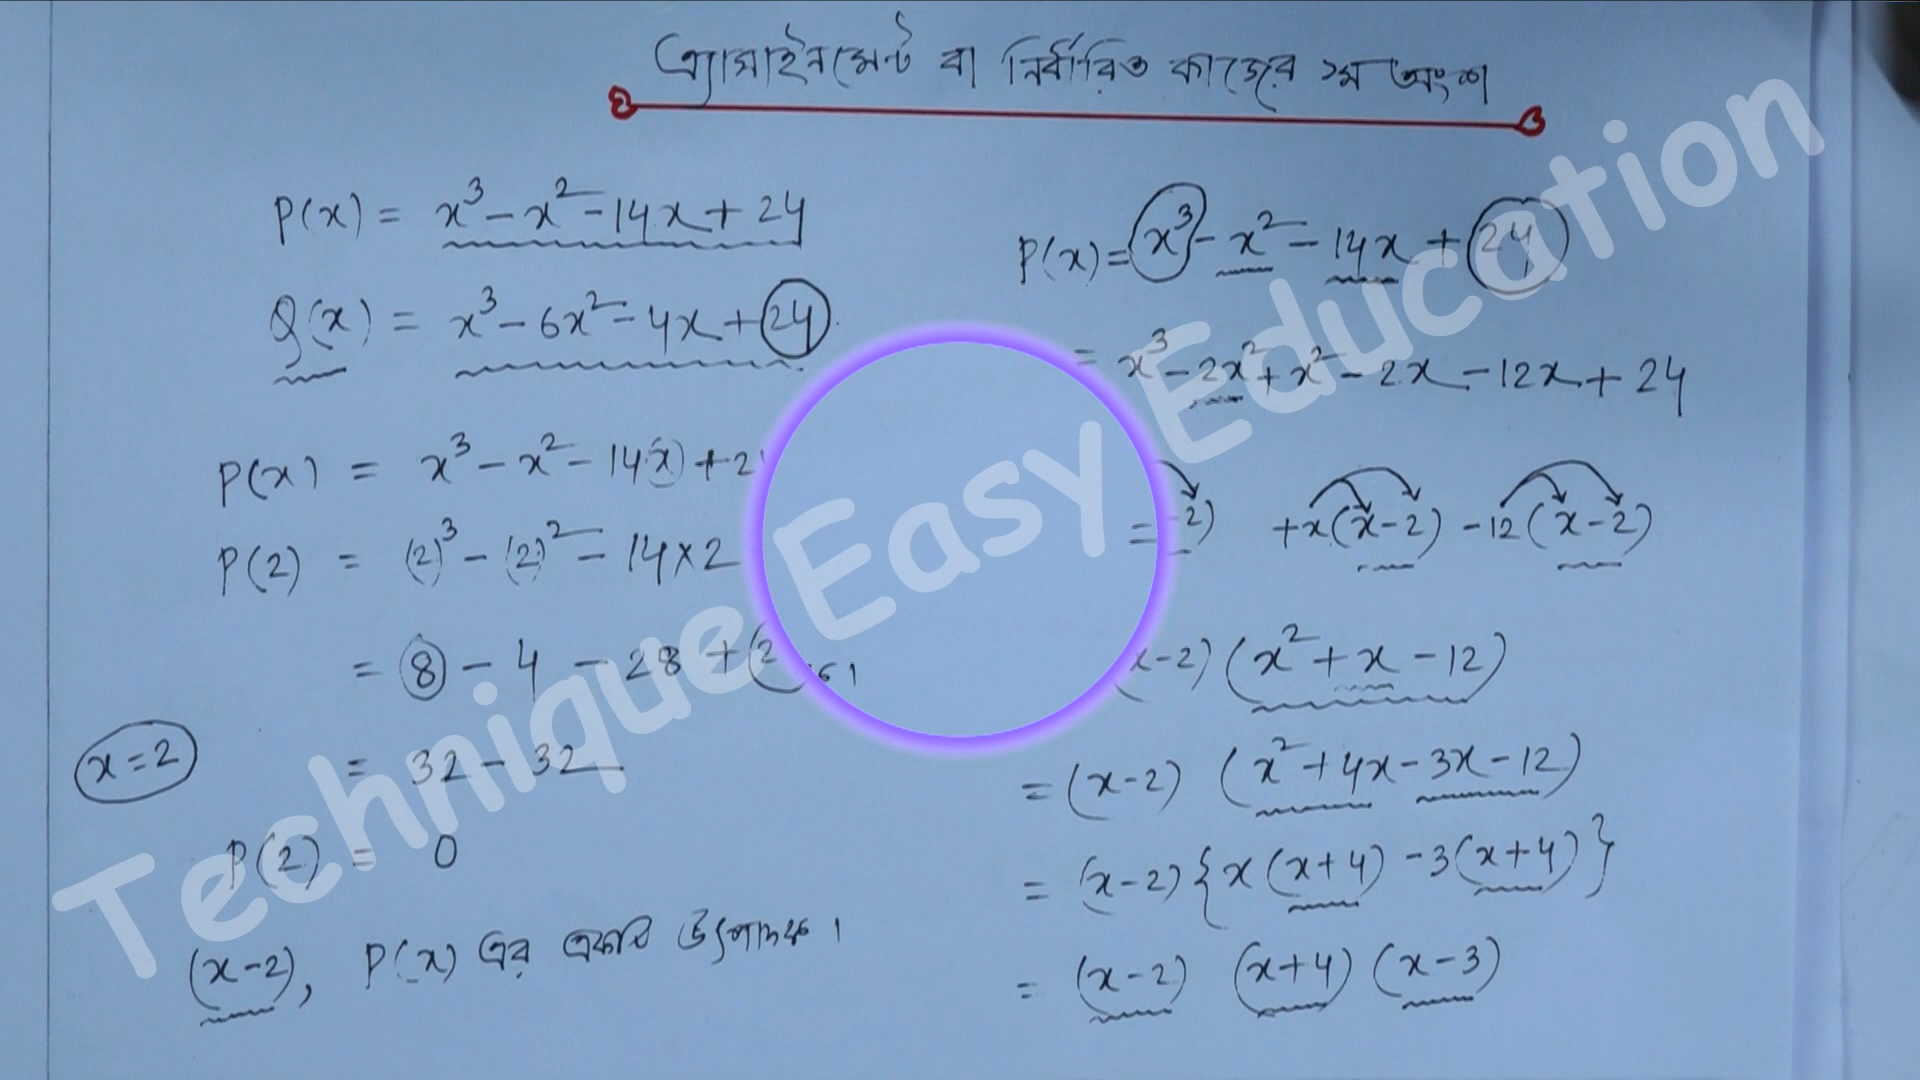 এ্যাসাইনমেন্ট বা নির্ধারিত কাজের ১ম অংশ
P(x) = x³ - x² - 14x + 24
Q(x) = x³ - 6x² - 4x + 24
P(x) = x³ - x² - 14x + 2
P(2) = (2)³ - (2)² - 14 × 2
= 8 - 4 - 28 + 2
x = 2
= 32 - 32
P(2) = 0
(x-2), P(x) এর একটি উৎপাদক।
P(x) = x³ - x² - 14x + 24
= x³ - 2x² + x² - 2x - 12x + 24
= -2) + x(x-2) - 12(x-2)
(x-2) (x² + x - 12)
= (x-2) (x² + 4x - 3x - 12)
= (x-2) {x(x+4) - 3(x+4)}
= (x-2) (x+4) (x-3)
Technique Easy Education